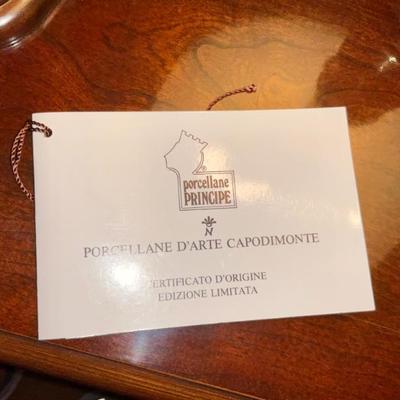 porcellane
PRINCIPE
N
PORCELLANE D'ARTE CAPODIMONTE
CERTIFICATO D'ORIGINE
EDIZIONE LIMITATA